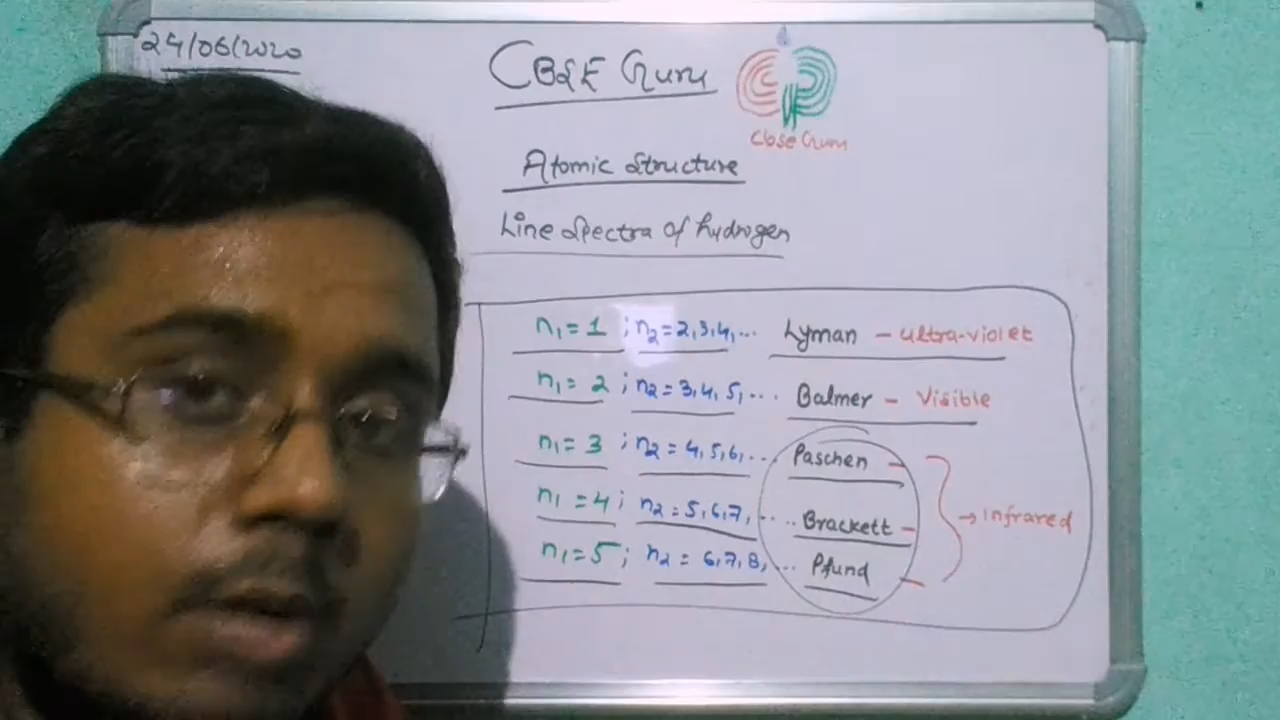 24/06/2020
CBSE Guru
Cbse Guru
Atomic Structure
Line Spectra of hydrogen
n₁ = 1 ; n₂ = 2,3,4,... Lyman - ultra-violet
n₁ = 2 ; n₂ = 3,4,5,... Balmer - Visible
n₁ = 3 ; n₂ = 4,5,6,... Paschen -
n₁ = 4 ; n₂ = 5,6,7, .... Brackett - → infrared
n₁ = 5 ; n₂ = 6,7,8, ... Pfund -